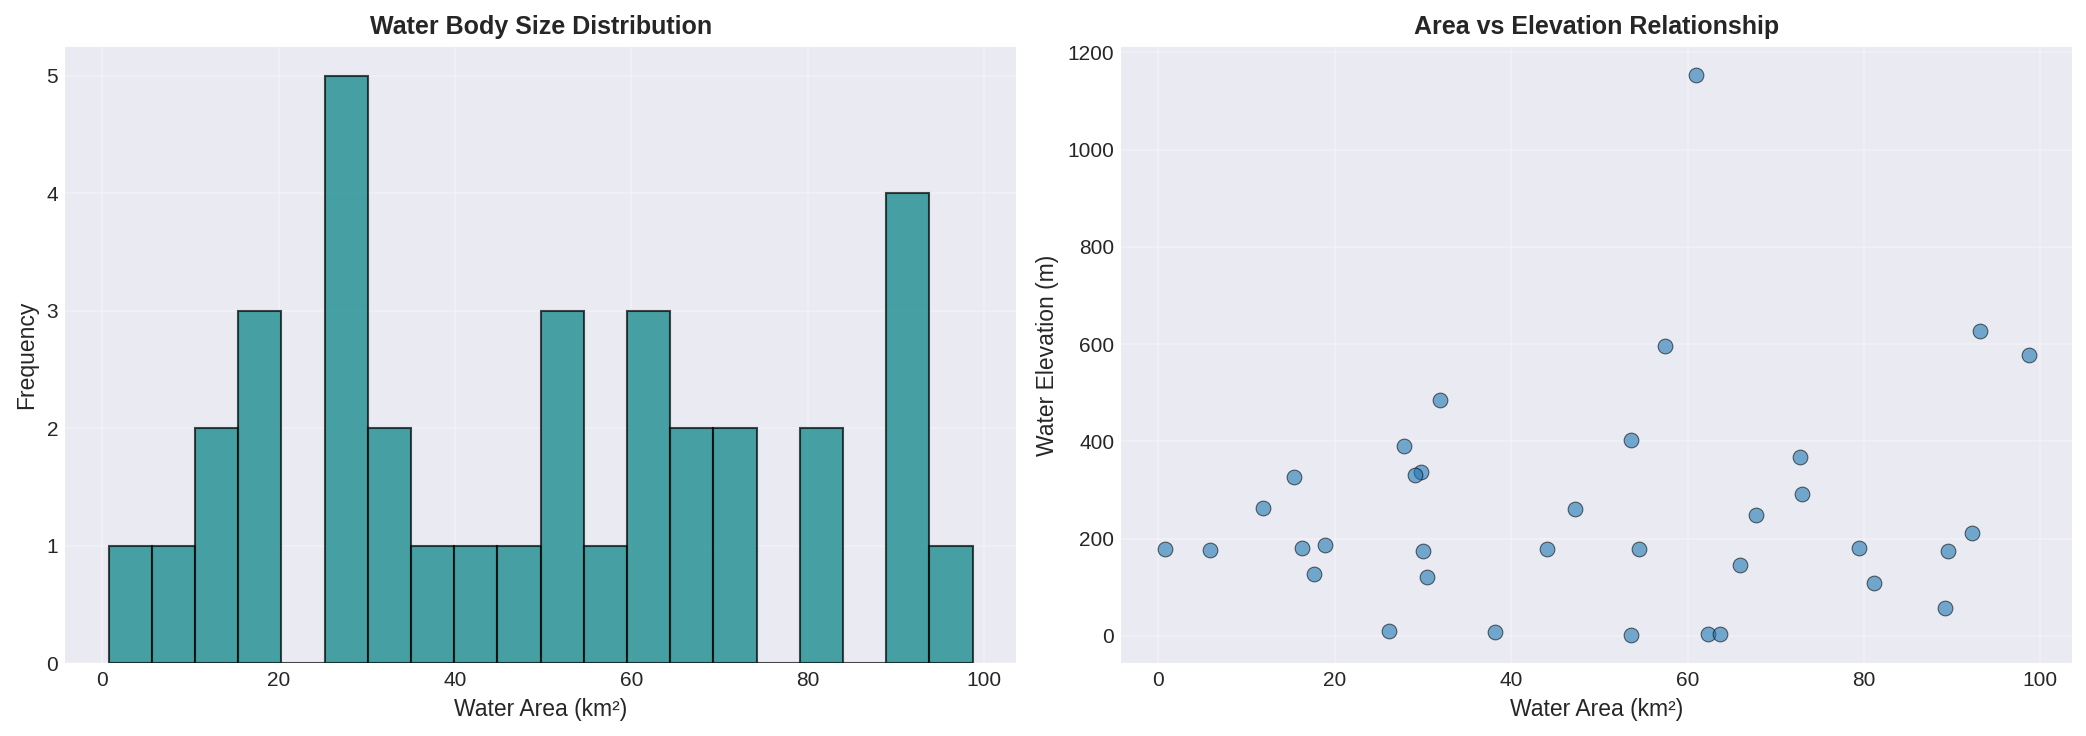 Water Body Size Distribution
5
4
3
2
1
0
Frequency
0 20 40 60 80 100
Water Area (km²)
Area vs Elevation Relationship
1200
1000
800
600
400
200
0
Water Elevation (m)
0 20 40 60 80 100
Water Area (km²)